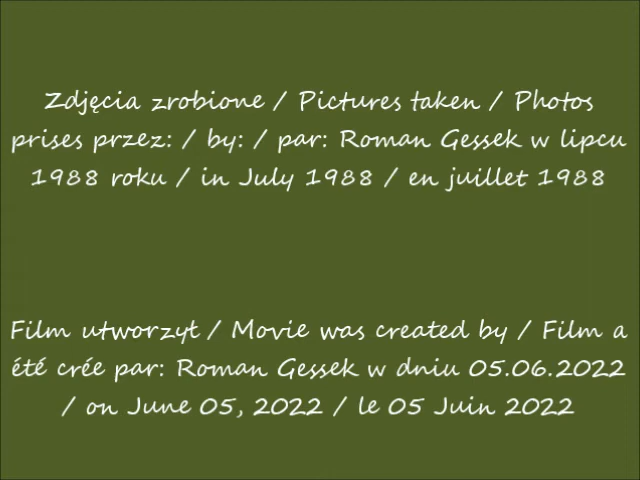 Zdjęcia zrobione / Pictures taken / Photos
prises przez: / by: / par: Roman Gessek w lipcu
1988 roku / in July 1988 / en juillet 1988
Film utworzył / Movie was created by / Film a
été crée par: Roman Gessek w dniu 05.06.2022
/ on June 05, 2022 / le 05 Juin 2022